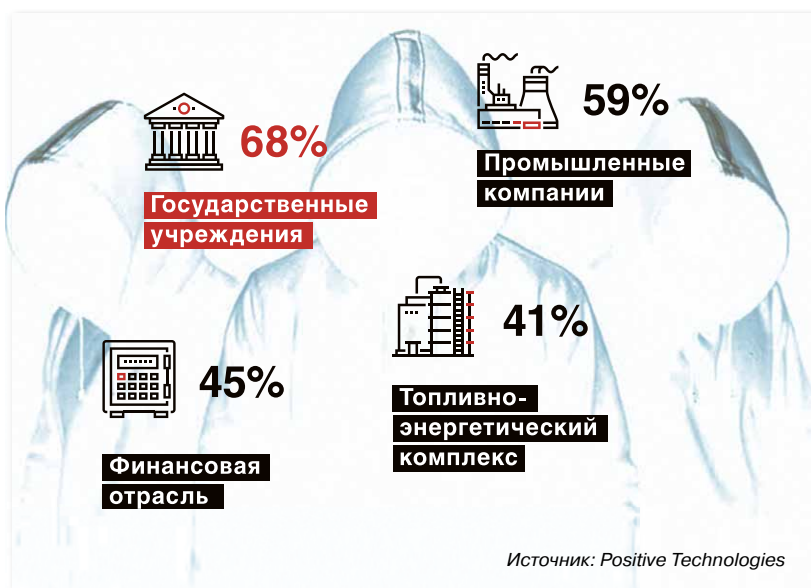 68%
Государственные
учреждения
59%
Промышленные
компании
45%
Финансовая
отрасль
41%
Топливно-
энергетический
комплекс
Источник: Positive Technologies